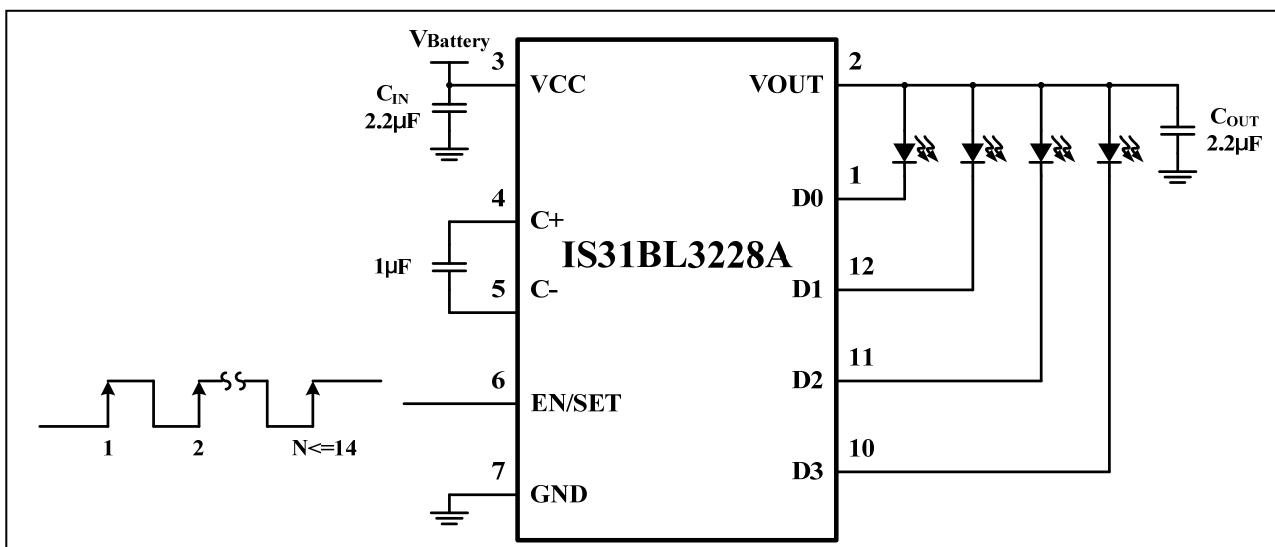 VBattery
3
VCC
CIN
2.2µF
4
C+
1µF
5
C-
6
EN/SET
1 2 N<=14
7
GND
IS31BL3228A
2
VOUT
COUT
2.2µF
1
D0
12
D1
11
D2
10
D3